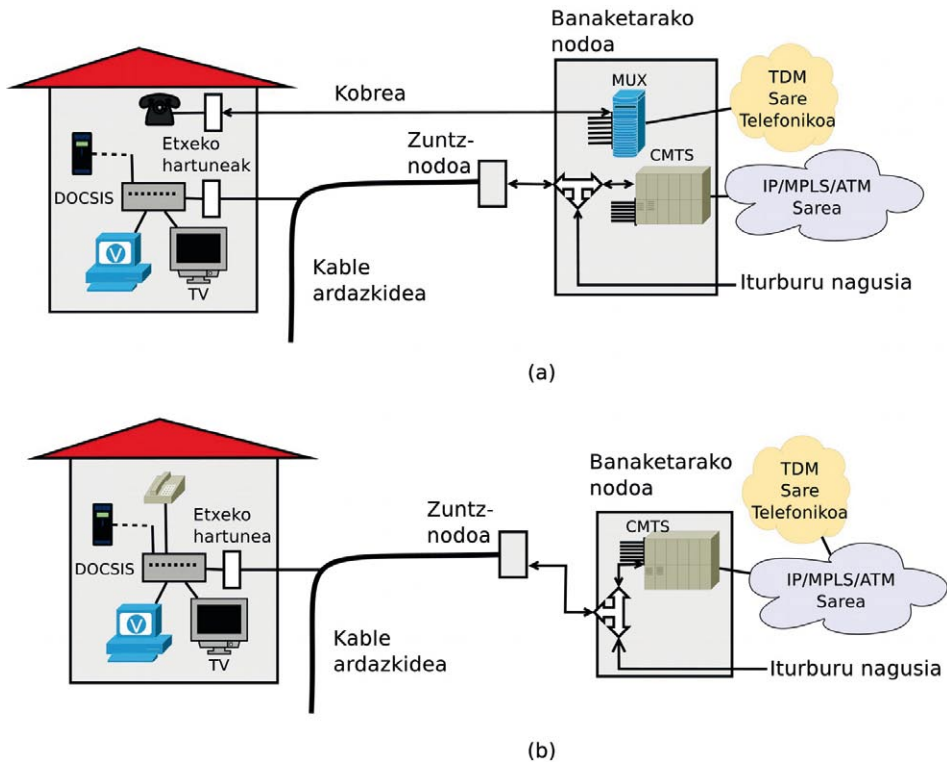 Banaketarako
nodoa
MUX
TDM
Sare
Telefonikoa
Kobrea
Etxeko
hartuneak
Zuntz-
nodoa
CMTS
DOCSIS
IP/MPLS/ATM
Sarea
V
TV
Kable
ardazkidea
Iturburu nagusia
(a)
Banaketarako
nodoa
TDM
Sare
Telefonikoa
Etxeko
hartunea
Zuntz-
nodoa
CMTS
DOCSIS
IP/MPLS/ATM
Sarea
V
TV
Kable
ardazkidea
Iturburu nagusia
(b)